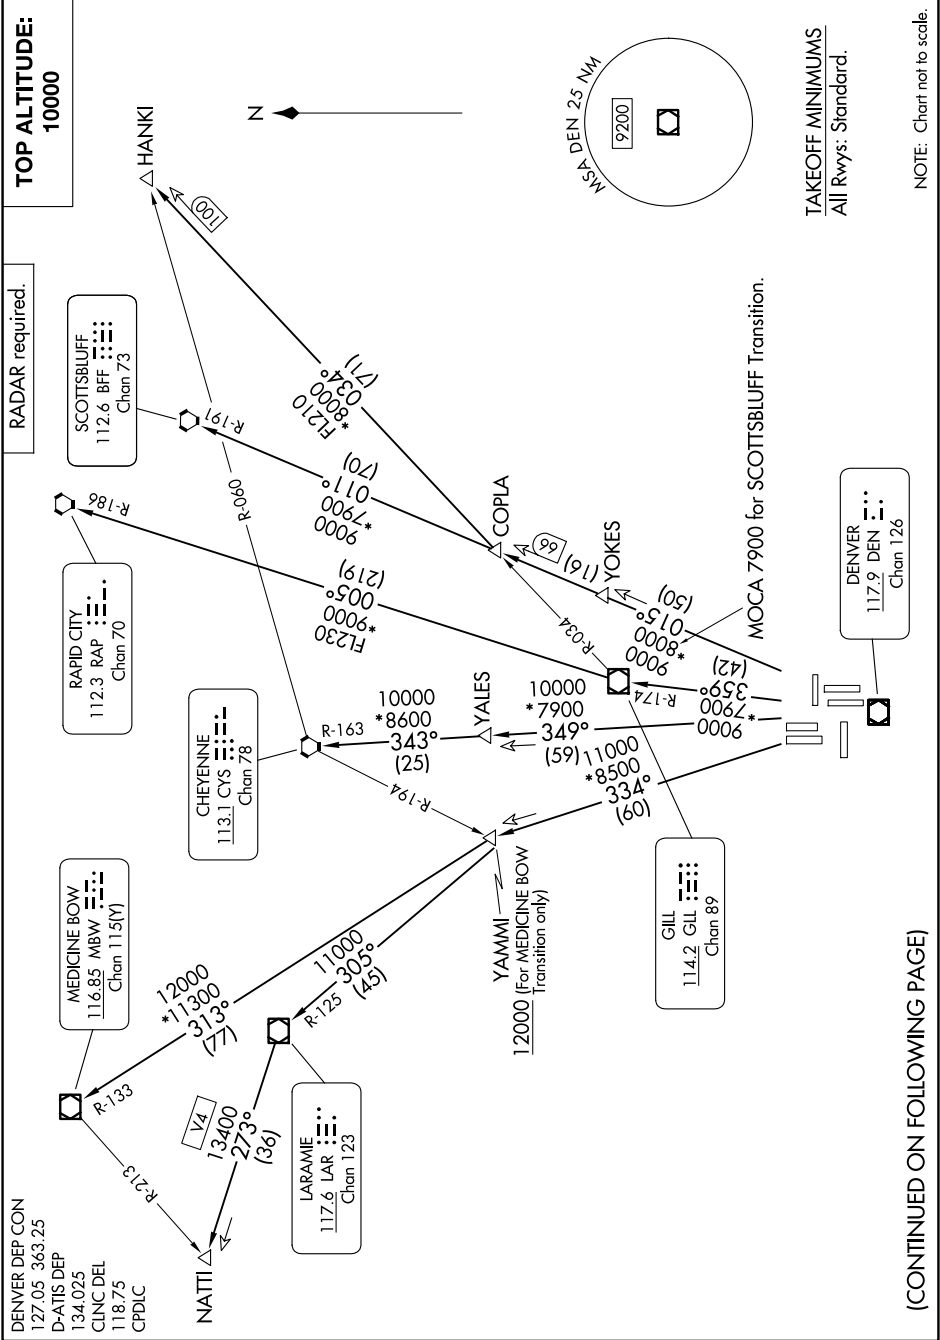 TOP ALTITUDE:
10000
RADAR required.
DENVER DEP CON
127.05 363.25
D-ATIS DEP
134.025
CLNC DEL
118.75
CPDLC
HANKI
N
MSA DEN 25 NM
9200
TAKEOFF MINIMUMS
All Rwys: Standard.
NOTE: Chart not to scale.
SCOTTSBLUFF
112.6 BFF
Chan 73
RAPID CITY
112.3 RAP
Chan 70
CHEYENNE
113.1 CYS
Chan 78
MEDICINE BOW
116.85 MBW
Chan 115(Y)
LARAMIE
117.6 LAR
Chan 123
GILL
114.2 GLL
Chan 89
DENVER
117.9 DEN
Chan 126
100
FL210
*8000
034°
(71)
R-191
9000
*7900
011°
(70)
R-186
FL230
*9000
005°
(219)
R-060
COPLA
66
(16)
YOKES
R-034
9000
*8000
015°
(50)
MOCA 7900 for SCOTTSBLUFF Transition.
R-174
9000
*7900
359°
(42)
R-163
10000
*8600
343°
(25)
YALES
10000
*7900
349°
(59)
11000
*8500
334°
(60)
R-194
YAMMI
12000 (For MEDICINE BOW
Transition only)
11000
305°
(45)
R-125
12000
*11300
313°
(77)
R-133
R-213
V4
13400
273°
(36)
NATTI
(CONTINUED ON FOLLOWING PAGE)